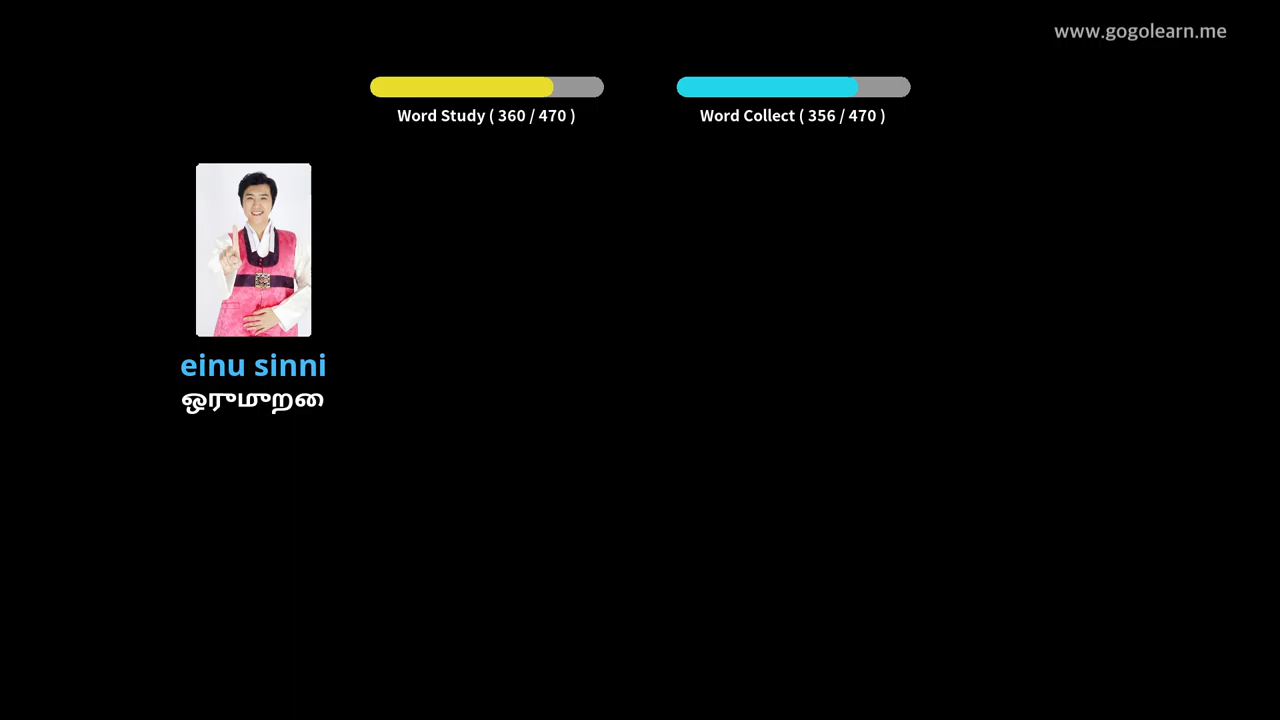 www.gogolearn.me
Word Study ( 360 / 470 )
Word Collect ( 356 / 470 )
einu sinni
ஒருமுறை